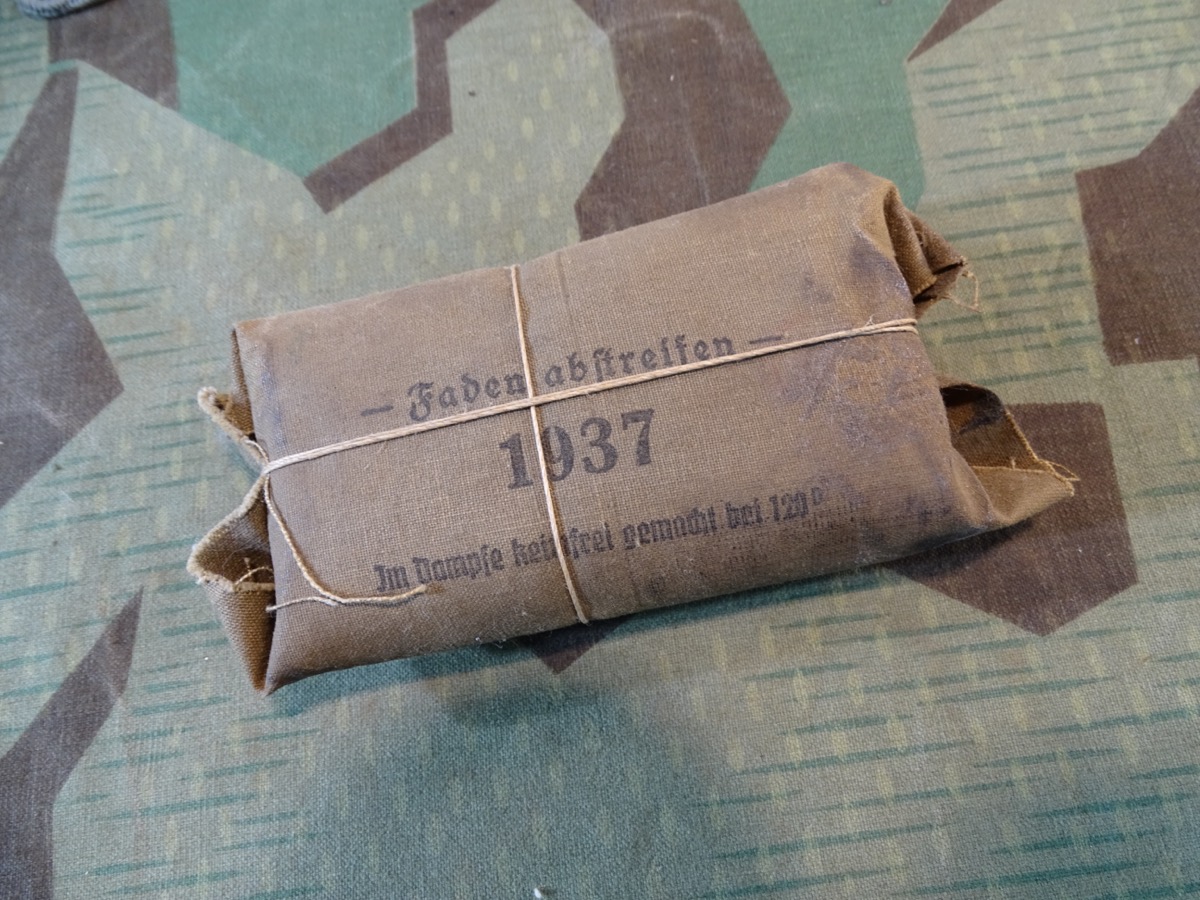 — Faden abstreifen —
1937
Im Dampfe keimfrei gemacht bei 120°